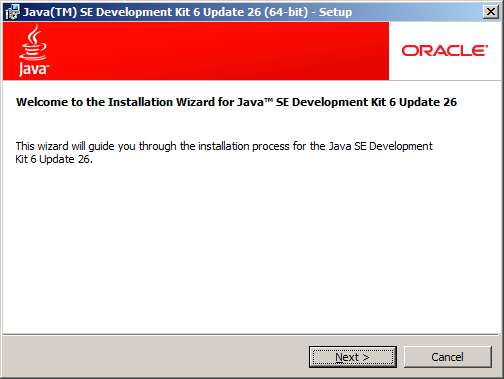 Java(TM) SE Development Kit 6 Update 26 (64-bit) - Setup
Java™
ORACLE®
Welcome to the Installation Wizard for Java™ SE Development Kit 6 Update 26
This wizard will guide you through the installation process for the Java SE Development
Kit 6 Update 26.
Next >
Cancel